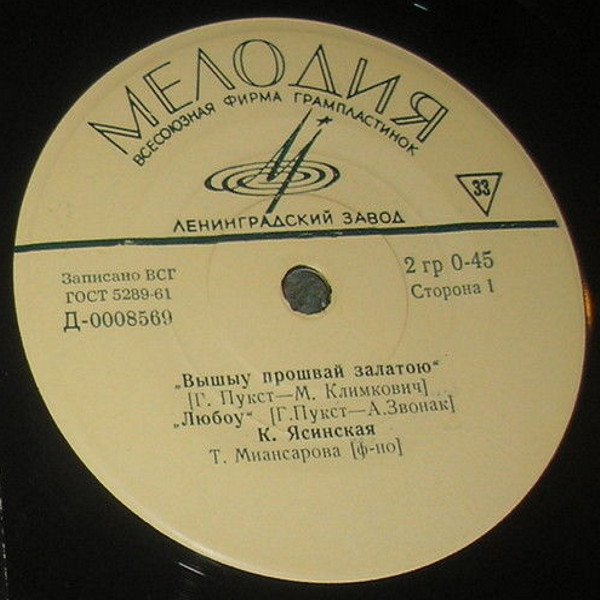 МЕЛОДИЯ
ВСЕСОЮЗНАЯ ФИРМА ГРАМПЛАСТИНОК
33
ЛЕНИНГРАДСКИЙ ЗАВОД
Записано ВСГ
ГОСТ 5289-61
Д-0008569
2 гр 0-45
Сторона 1
„Вышыу прошвай залатою“
[Г. Пукст—М. Климкович]
„Любоу“ [Г.Пукст—А.Звонак]
К. Ясинская
Т. Миансарова [ф-но]